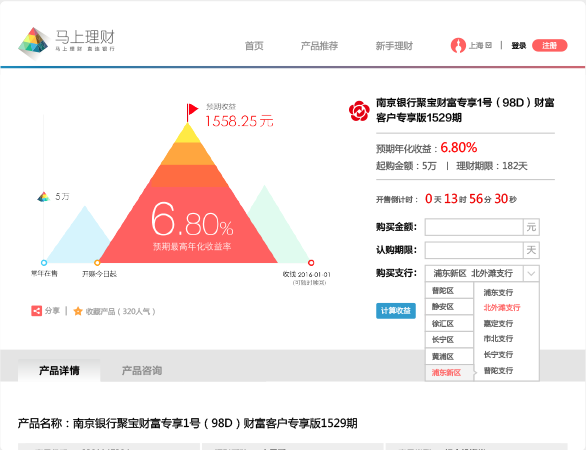 马上理财
马上理财 直连银行
首页
产品推荐
新手理财
上海
登录
注册
预期收益
1558.25元
5万
6.80%
预期最高年化收益率
常年在售
开募今日起
收成 2016-01-01
分享
收藏产品（320人气）
南京银行聚宝财富专享1号（98D）财富
客户专享版1529期
预期年化收益：6.80%
起购金额：5万 | 理财期限：182天
开售倒计时： 0天 13时 56分 30秒
购买金额：
元
认购期限：
天
购买支行：
浦东新区 北外滩支行
计算收益
普陀区
静安区
徐汇区
长宁区
黄浦区
浦东新区
浦东支行
北外滩支行
嘉定支行
市北支行
长宁支行
普陀支行
产品详情
产品咨询
产品名称：南京银行聚宝财富专享1号（98D）财富客户专享版1529期